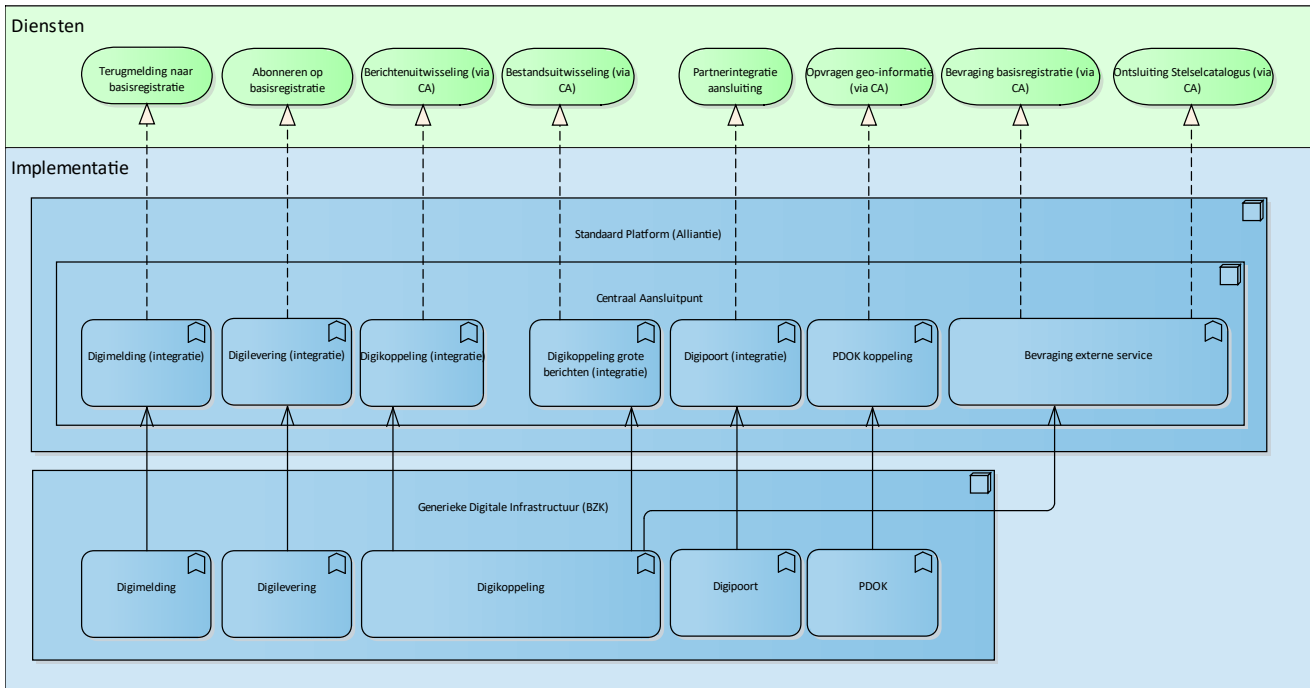 Diensten
Terugmelding naar
basisregistratie
Abonneren op
basisregistratie
Berichtenuitwisseling (via
CA)
Bestandsuitwisseling (via
CA)
Partnerintegratie
aansluiting
Opvragen geo-informatie
(via CA)
Bevraging basisregistratie (via
CA)
Ontsluiting Stelselcatalogus (via
CA)
Implementatie
Standaard Platform (Alliantie)
Centraal Aansluitpunt
Digimelding (integratie)
Digilevering (integratie)
Digikoppeling (integratie)
Digikoppeling grote
berichten (integratie)
Digipoort (integratie)
PDOK koppeling
Bevraging externe service
Generieke Digitale Infrastructuur (BZK)
Digimelding
Digilevering
Digikoppeling
Digipoort
PDOK